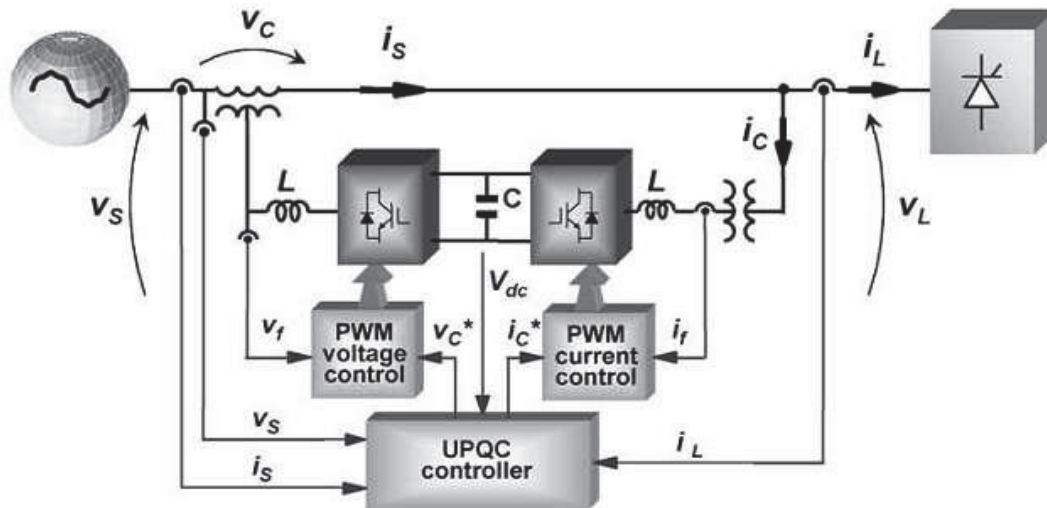 v_C
i_S
i_L
i_C
v_S
L
C
L
v_L
V_dc
v_f
PWM
voltage
control
v_C*
i_C*
PWM
current
control
i_f
v_S
i_S
UPQC
controller
i_L